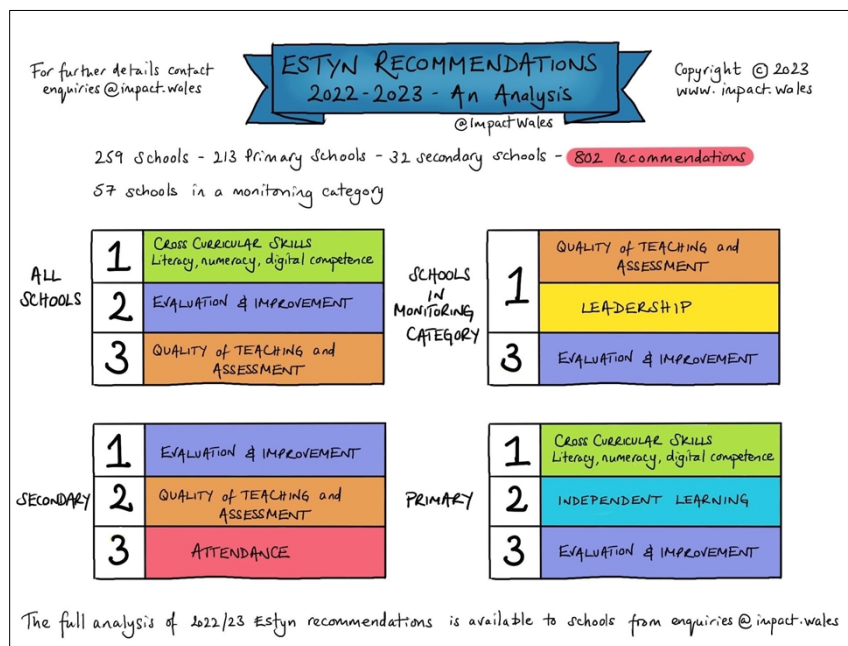 For further details contact
enquiries@impact.wales
ESTYN RECOMMENDATIONS
2022-2023 - An Analysis
@ImpactWales
Copyright © 2023
www.impact.wales
259 schools - 213 Primary Schools - 32 secondary schools - 802 recommendations
57 schools in a monitoring category
ALL
SCHOOLS
1
CROSS CURRICULAR SKILLS
Literacy, numeracy, digital competence
2
EVALUATION & IMPROVEMENT
3
QUALITY of TEACHING and
ASSESSMENT
SCHOOLS
IN
MONITORING
CATEGORY
1
QUALITY of TEACHING and
ASSESSMENT
LEADERSHIP
3
EVALUATION & IMPROVEMENT
SECONDARY
1
EVALUATION & IMPROVEMENT
2
QUALITY of TEACHING and
ASSESSMENT
3
ATTENDANCE
PRIMARY
1
CROSS CURRICULAR SKILLS
Literacy, numeracy, digital competence
2
INDEPENDENT LEARNING
3
EVALUATION & IMPROVEMENT
The full analysis of 2022/23 Estyn recommendations is available to schools from enquiries@impact.wales